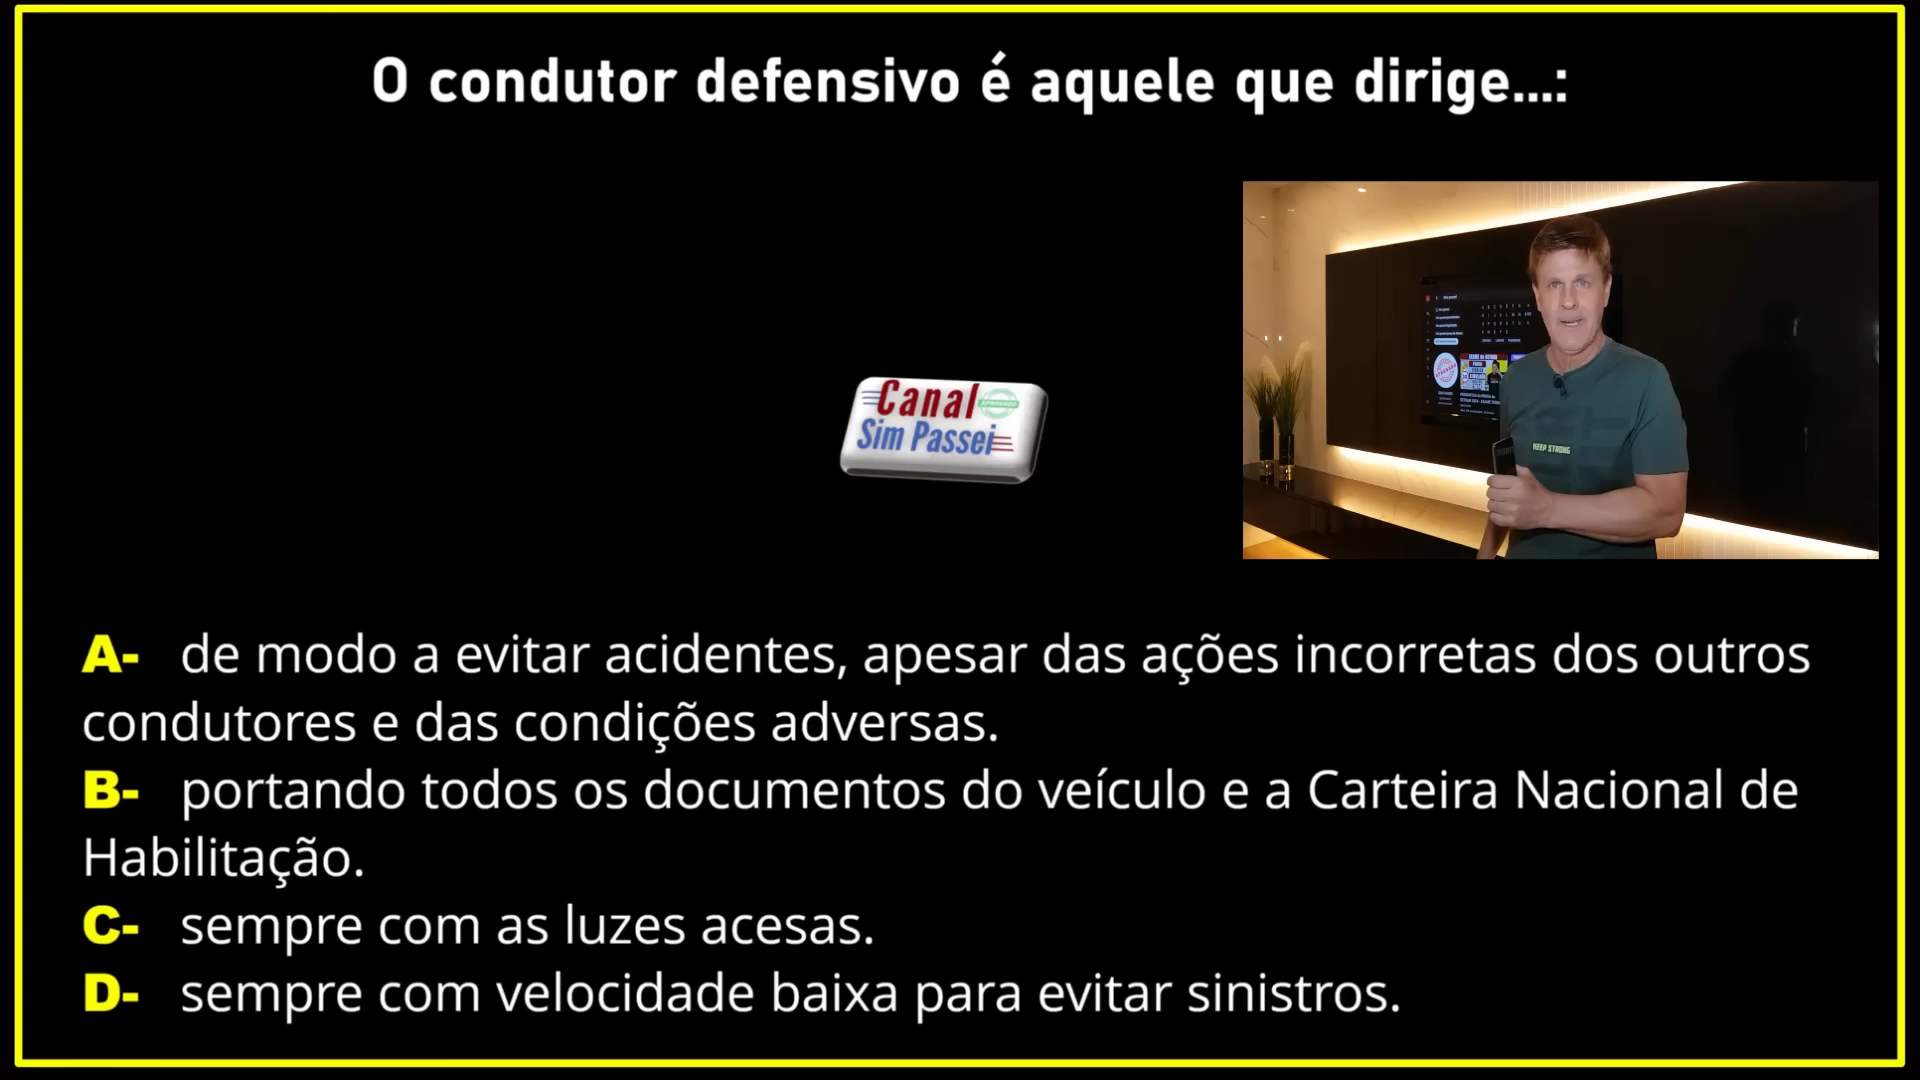 O condutor defensivo é aquele que dirige...:
Canal
Sim Passei
KEEP STRONG
A- de modo a evitar acidentes, apesar das ações incorretas dos outros
condutores e das condições adversas.
B- portando todos os documentos do veículo e a Carteira Nacional de
Habilitação.
C- sempre com as luzes acesas.
D- sempre com velocidade baixa para evitar sinistros.